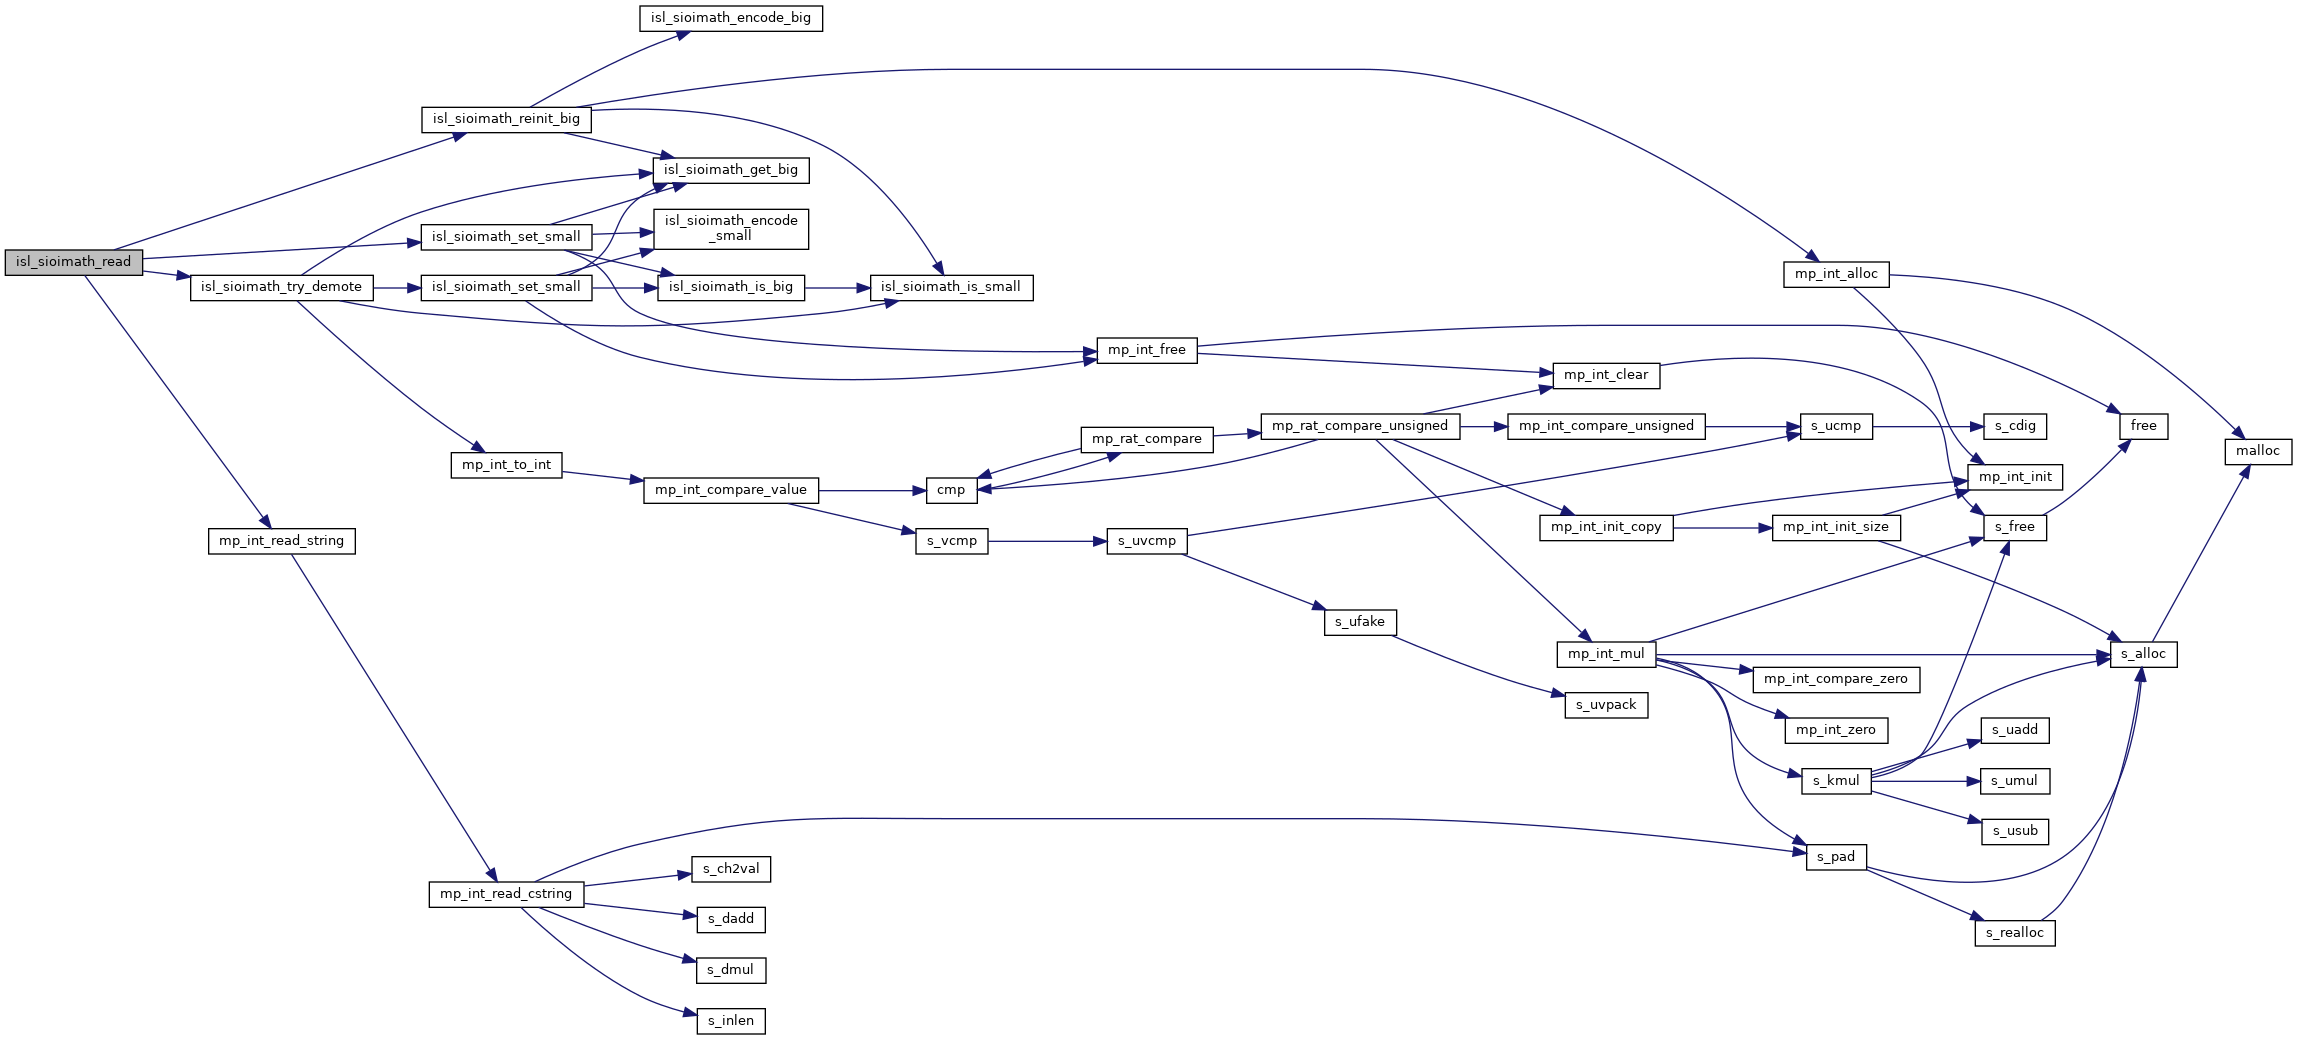 isl_sioimath_encode_big
isl_sioimath_reinit_big
isl_sioimath_get_big
isl_sioimath_encode
_small
isl_sioimath_set_small
isl_sioimath_read
isl_sioimath_try_demote
isl_sioimath_set_small
isl_sioimath_is_big
isl_sioimath_is_small
mp_int_alloc
mp_int_free
mp_int_clear
mp_rat_compare_unsigned
mp_int_compare_unsigned
s_ucmp
s_cdig
free
mp_rat_compare
malloc
mp_int_to_int
mp_int_init
mp_int_compare_value
cmp
mp_int_init_copy
mp_int_init_size
s_free
mp_int_read_string
s_vcmp
s_uvcmp
s_ufake
mp_int_mul
s_alloc
mp_int_compare_zero
s_uvpack
mp_int_zero
s_uadd
s_kmul
s_umul
s_usub
s_pad
s_ch2val
mp_int_read_cstring
s_dadd
s_realloc
s_dmul
s_inlen